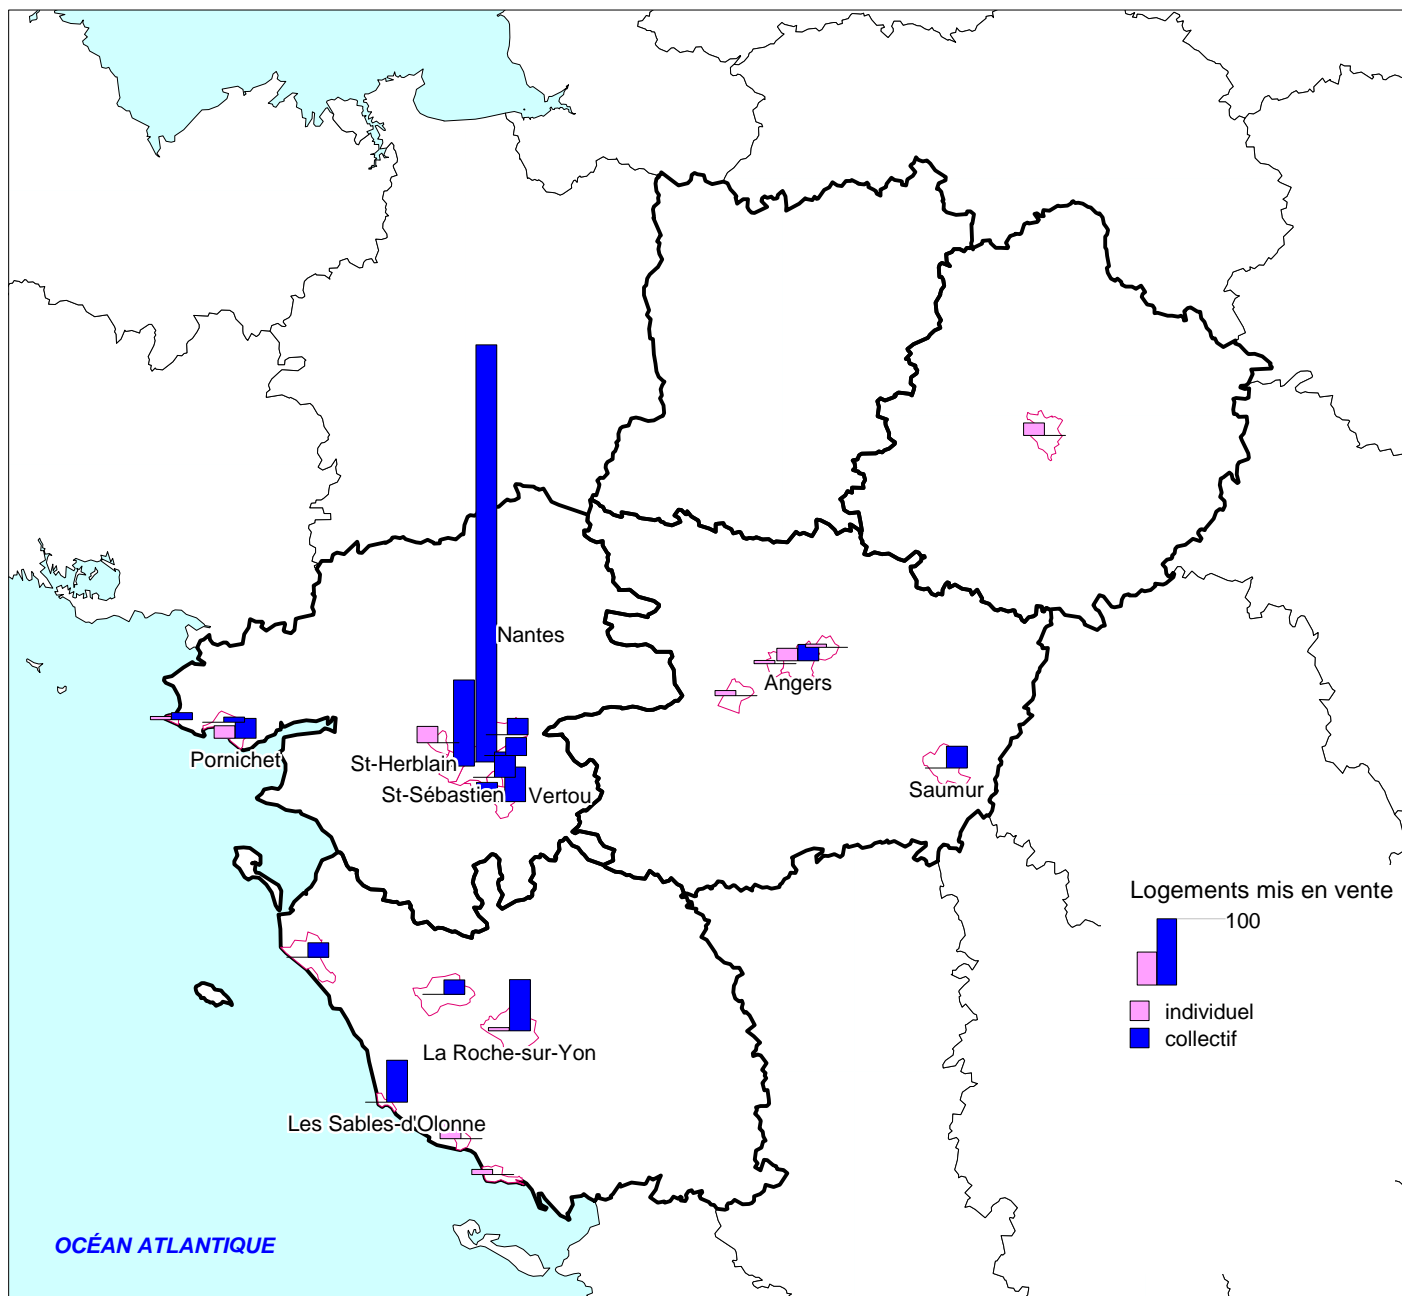 Nantes
Angers
St-Herblain
Pornichet
St-Sébastien
Vertou
Saumur
Logements mis en vente
100
individuel
collectif
La Roche-sur-Yon
Les Sables-d'Olonne
OCÉAN ATLANTIQUE